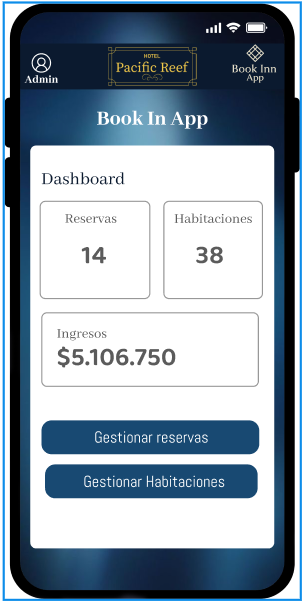 Admin
HOTEL
Pacific Reef
Book Inn
App
Book In App
Dashboard
Reservas
14
Habitaciones
38
Ingresos
$5.106.750
Gestionar reservas
Gestionar Habitaciones